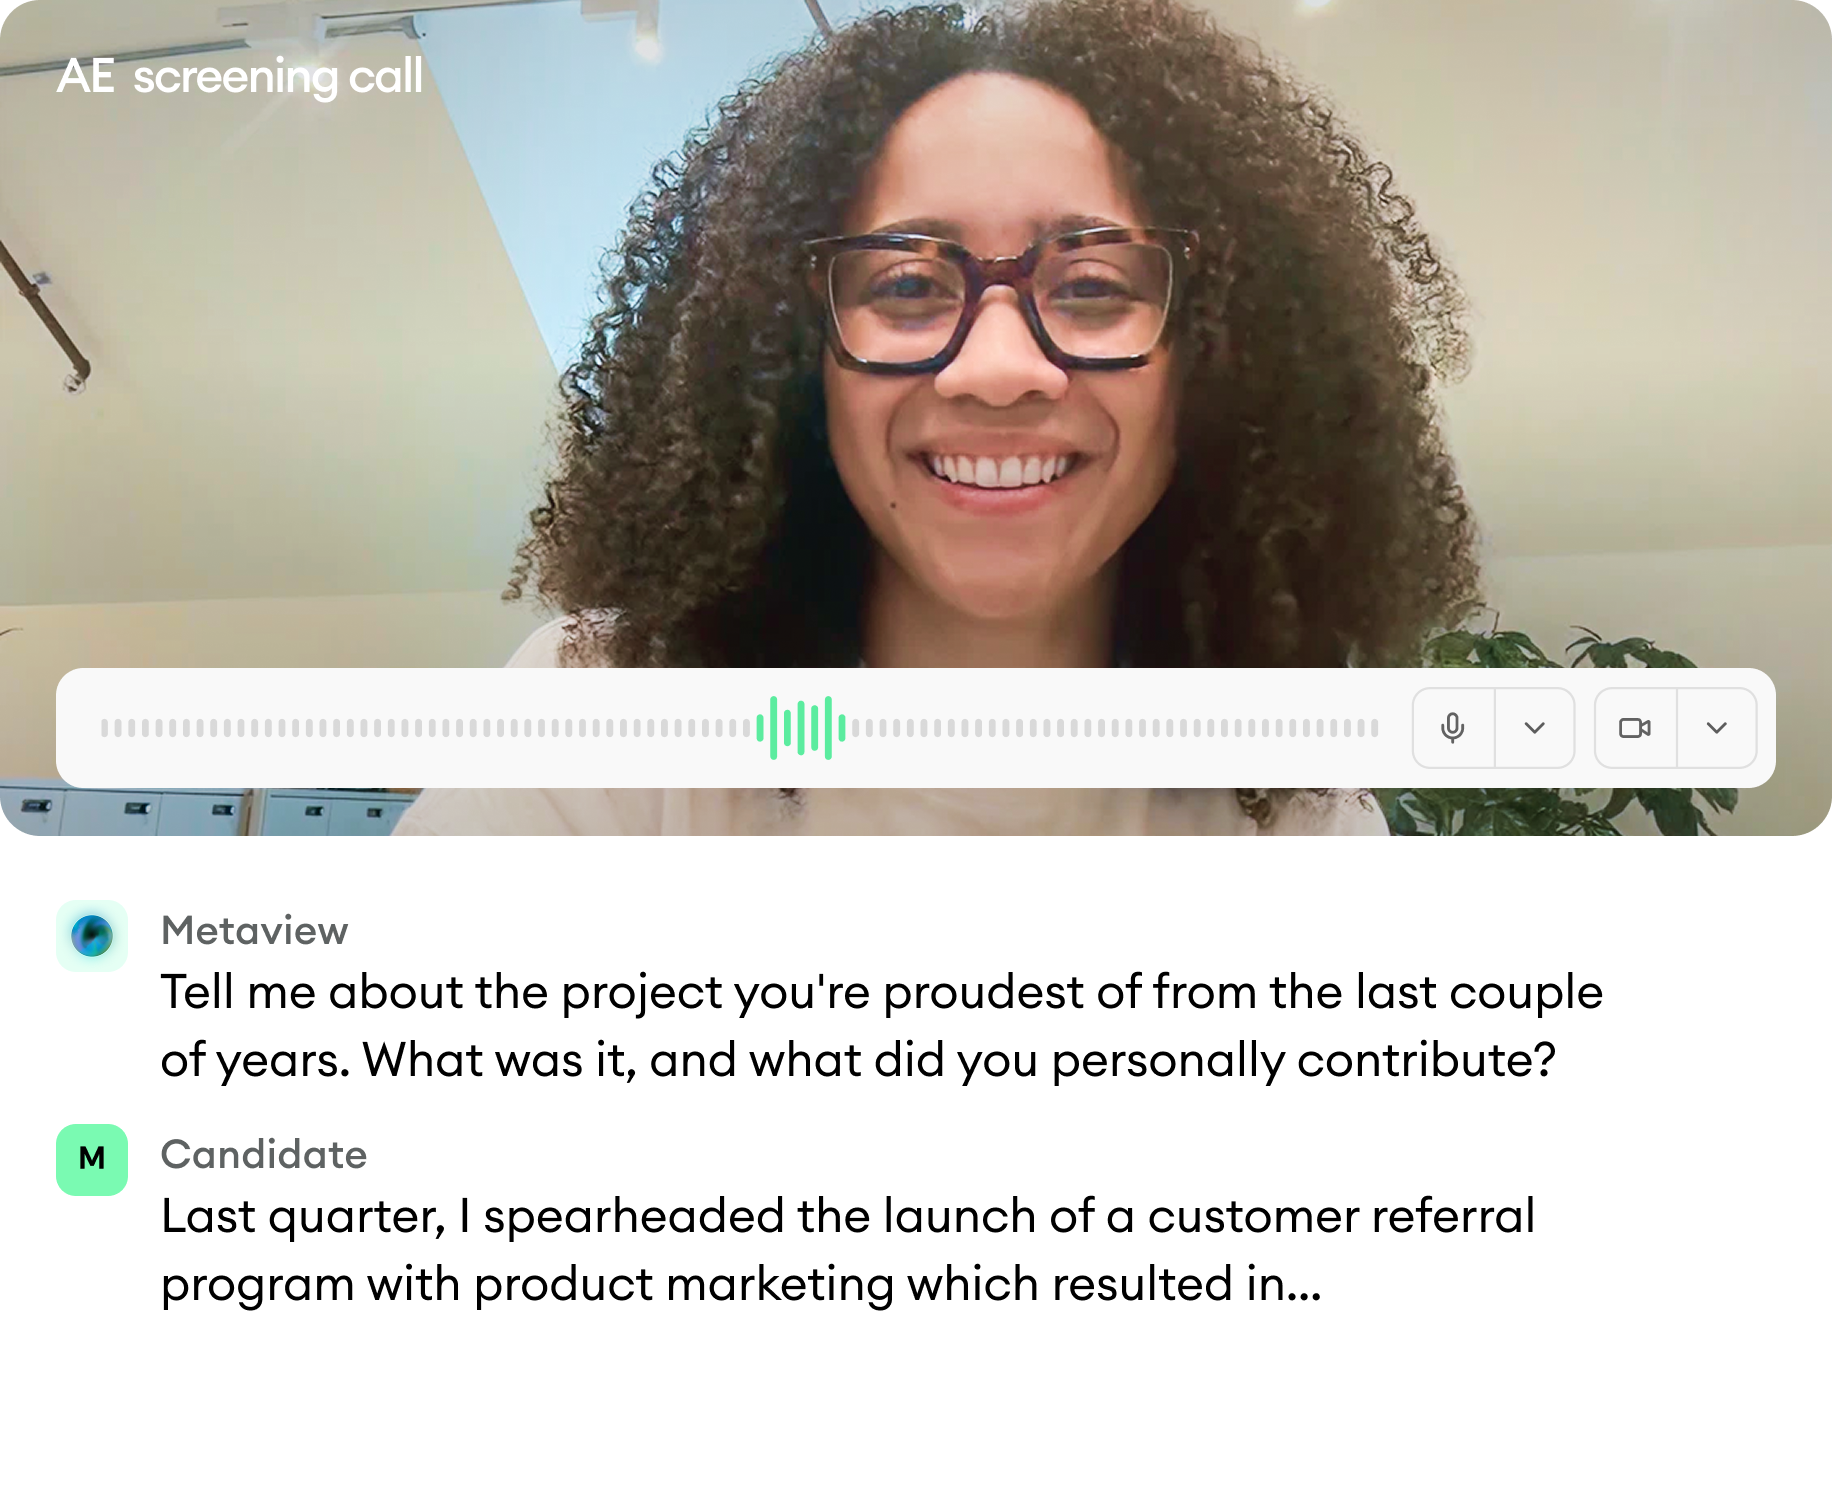 AE screening call
Metaview
Tell me about the project you're proudest of from the last couple
of years. What was it, and what did you personally contribute?
M
Candidate
Last quarter, I spearheaded the launch of a customer referral
program with product marketing which resulted in...